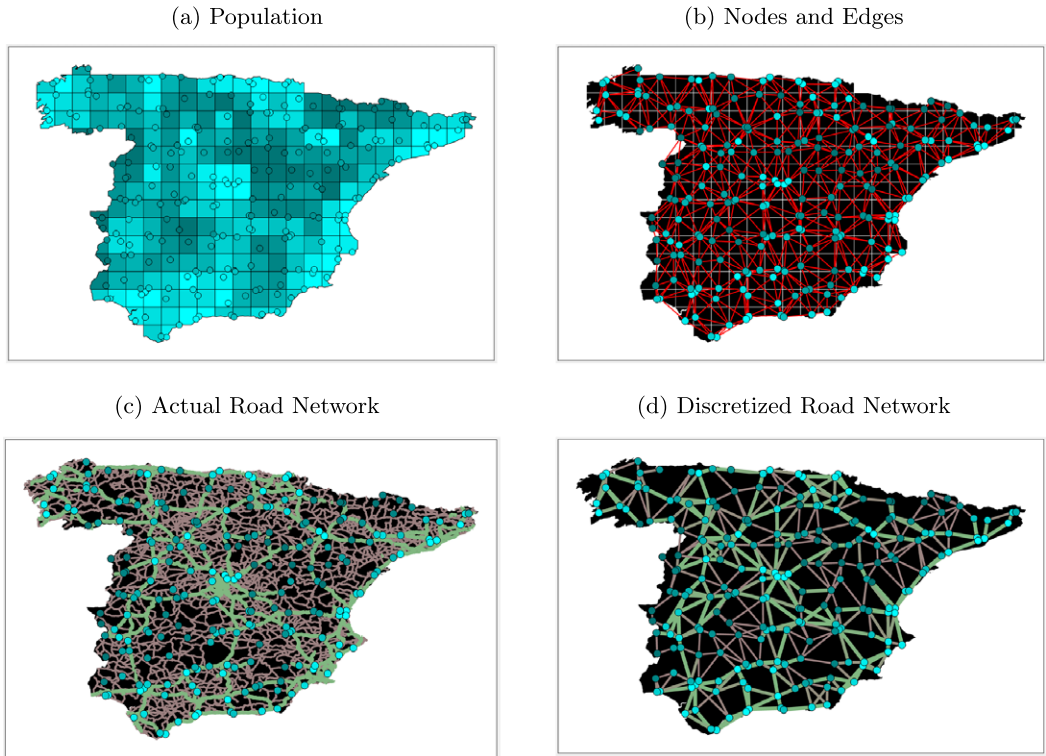 (a) Population
(b) Nodes and Edges
(c) Actual Road Network
(d) Discretized Road Network